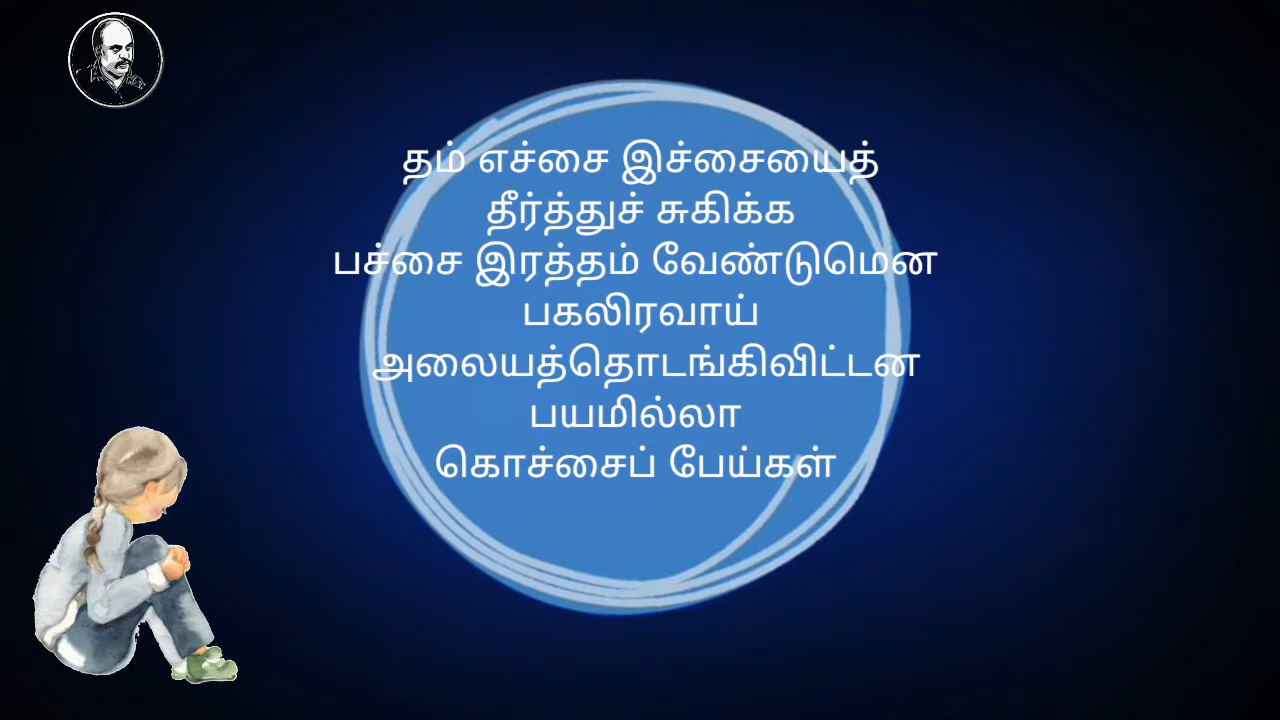 தம் எச்சை இச்சையைத்
தீர்த்துச் சுகிக்க
பச்சை இரத்தம் வேண்டுமென
பகலிரவாய்
அலையத்தொடங்கிவிட்டன
பயமில்லா
கொச்சைப் பேய்கள்